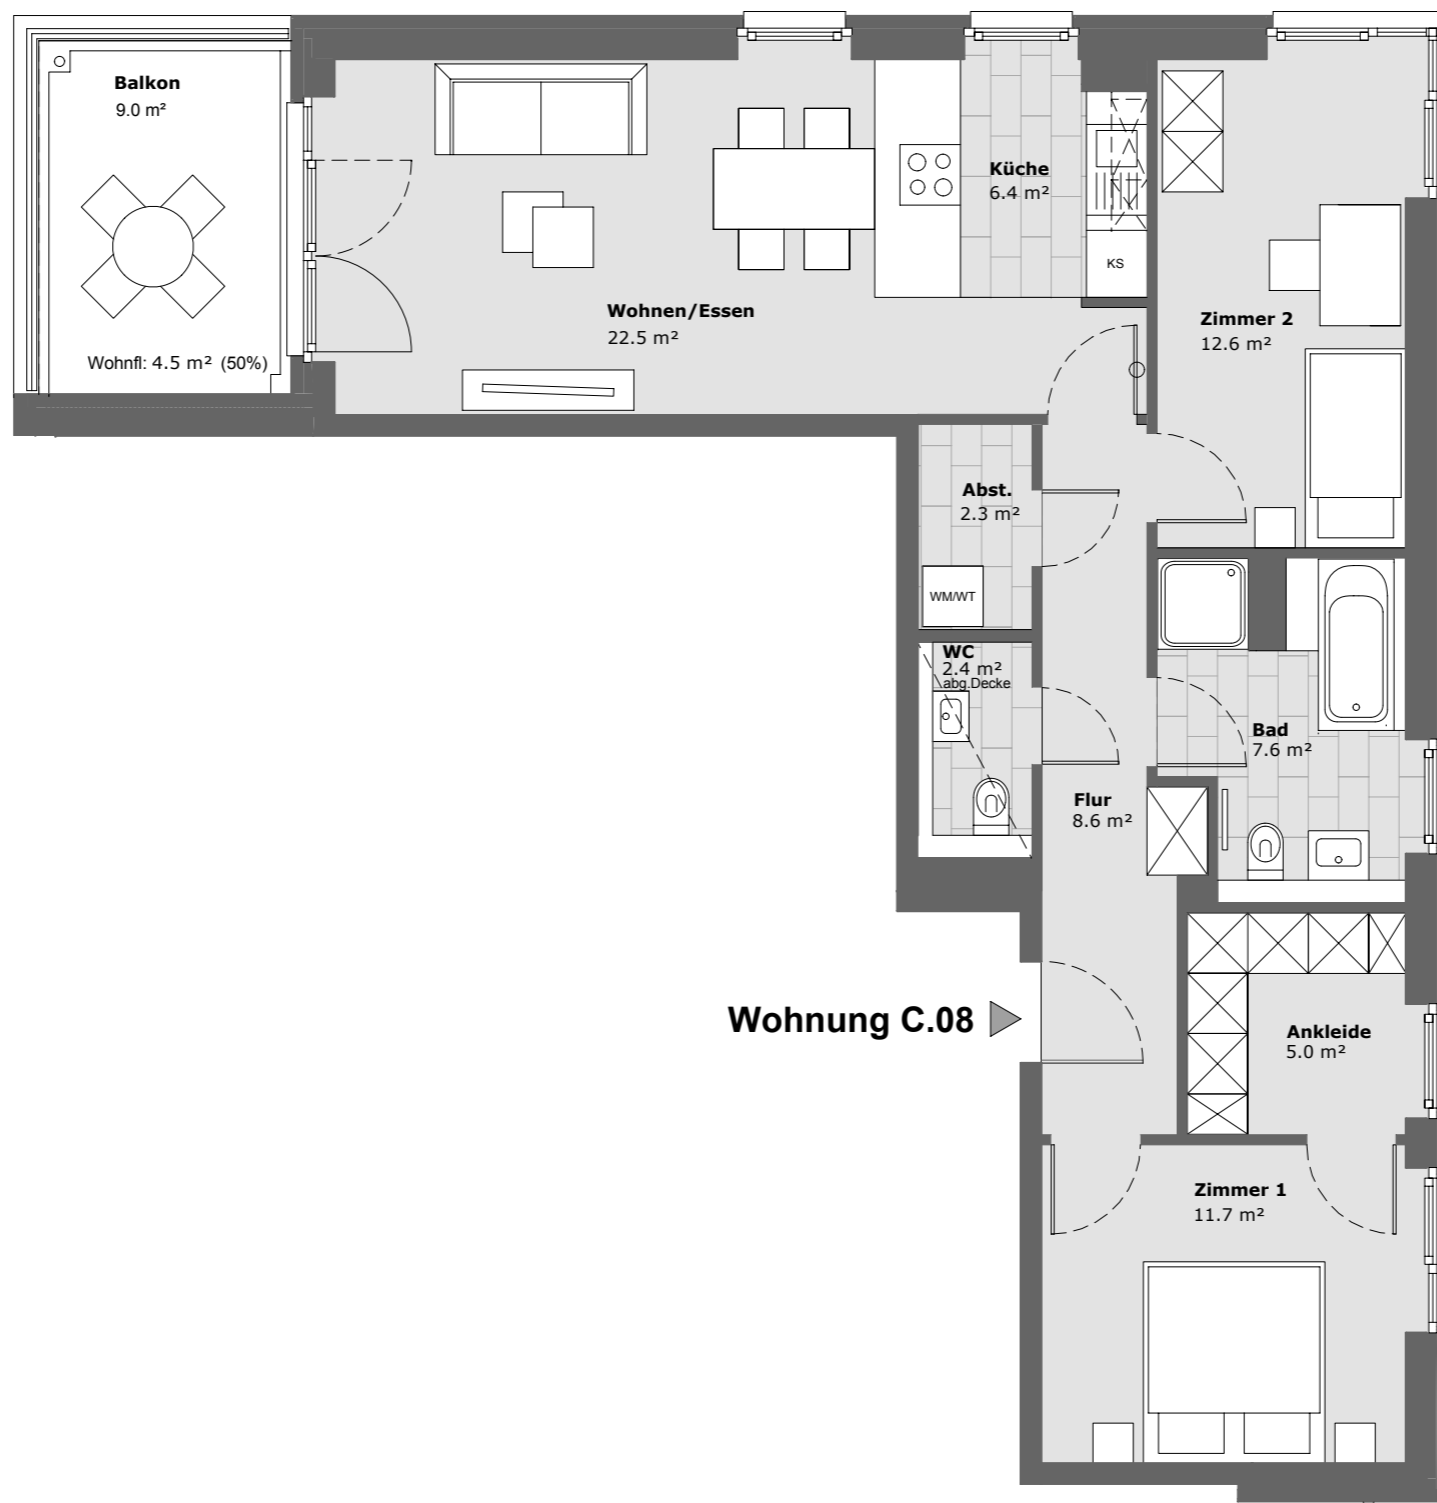 Balkon
9.0 m²
Wohnfl: 4.5 m² (50%)
Wohnen/Essen
22.5 m²
Küche
6.4 m²
KS
Zimmer 2
12.6 m²
Abst.
2.3 m²
WM/WT
WC
2.4 m²
abg.Decke
Bad
7.6 m²
Flur
8.6 m²
Wohnung C.08
Ankleide
5.0 m²
Zimmer 1
11.7 m²